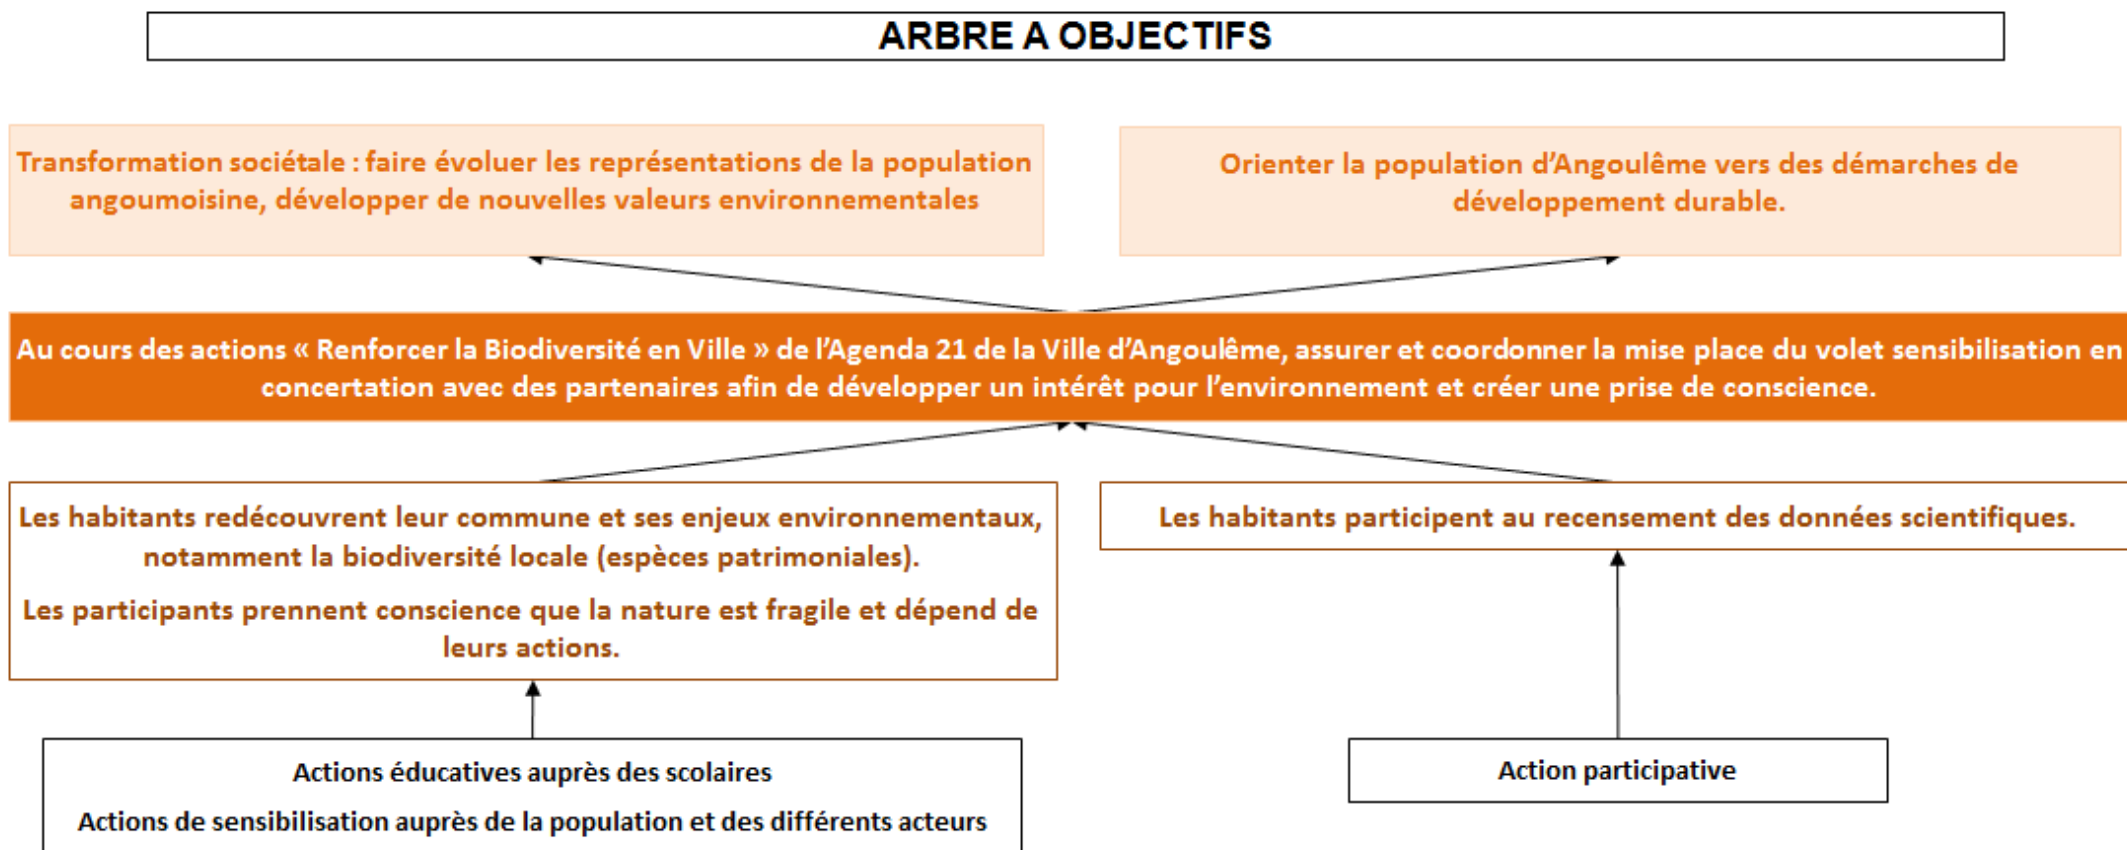 ARBRE A OBJECTIFS
Transformation sociétale : faire évoluer les représentations de la population
angoumoisine, développer de nouvelles valeurs environnementales
Orienter la population d’Angoulême vers des démarches de
développement durable.
Au cours des actions « Renforcer la Biodiversité en Ville » de l’Agenda 21 de la Ville d’Angoulême, assurer et coordonner la mise place du volet sensibilisation en
concertation avec des partenaires afin de développer un intérêt pour l’environnement et créer une prise de conscience.
Les habitants redécouvrent leur commune et ses enjeux environnementaux,
notamment la biodiversité locale (espèces patrimoniales).
Les participants prennent conscience que la nature est fragile et dépend de
leurs actions.
Les habitants participent au recensement des données scientifiques.
Actions éducatives auprès des scolaires
Actions de sensibilisation auprès de la population et des différents acteurs
Action participative